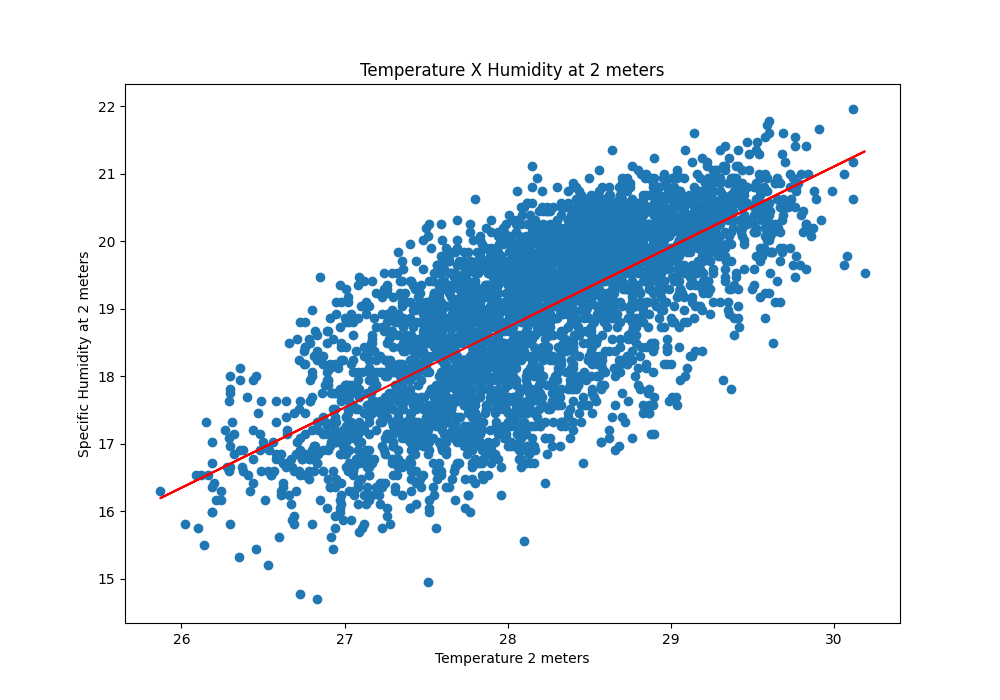 Temperature X Humidity at 2 meters
22
21
20
19
18
17
16
15
Specific Humidity at 2 meters
26 27 28 29 30
Temperature 2 meters